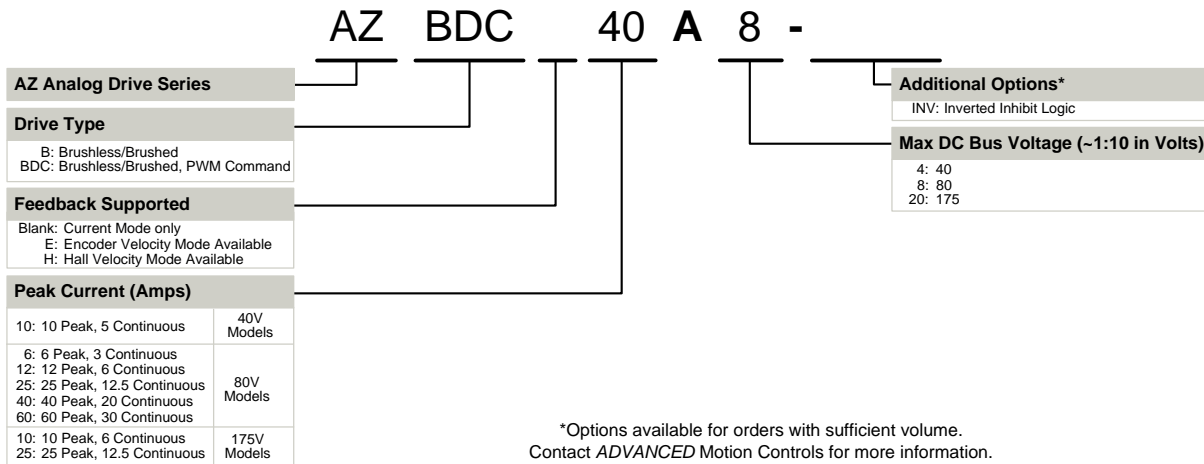 AZ BDC 40 A 8 -
AZ Analog Drive Series
Drive Type
B: Brushless/Brushed
BDC: Brushless/Brushed, PWM Command
Feedback Supported
Blank: Current Mode only
E: Encoder Velocity Mode Available
H: Hall Velocity Mode Available
Peak Current (Amps)
10: 10 Peak, 5 Continuous
40V
Models
6: 6 Peak, 3 Continuous
12: 12 Peak, 6 Continuous
25: 25 Peak, 12.5 Continuous
40: 40 Peak, 20 Continuous
60: 60 Peak, 30 Continuous
80V
Models
10: 10 Peak, 6 Continuous
25: 25 Peak, 12.5 Continuous
175V
Models
Additional Options*
INV: Inverted Inhibit Logic
Max DC Bus Voltage (~1:10 in Volts)
4: 40
8: 80
20: 175
*Options available for orders with sufficient volume.
Contact ADVANCED Motion Controls for more information.